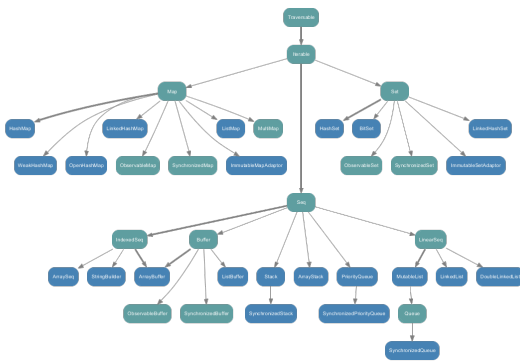 Traversable
Iterable
Map
Set
HashMap
LinkedHashMap
ListMap
MultiMap
HashSet
BitSet
LinkedHashSet
WeakHashMap
OpenHashMap
ObservableMap
SynchronizedMap
ImmutableMapAdaptor
ObservableSet
SynchronizedSet
ImmutableSetAdaptor
Seq
IndexedSeq
Buffer
LinearSeq
ArraySeq
StringBuilder
ArrayBuffer
ListBuffer
Stack
ArrayStack
PriorityQueue
MutableList
LinkedList
DoubleLinkedList
ObservableBuffer
SynchronizedBuffer
SynchronizedStack
SynchronizedPriorityQueue
Queue
SynchronizedQueue